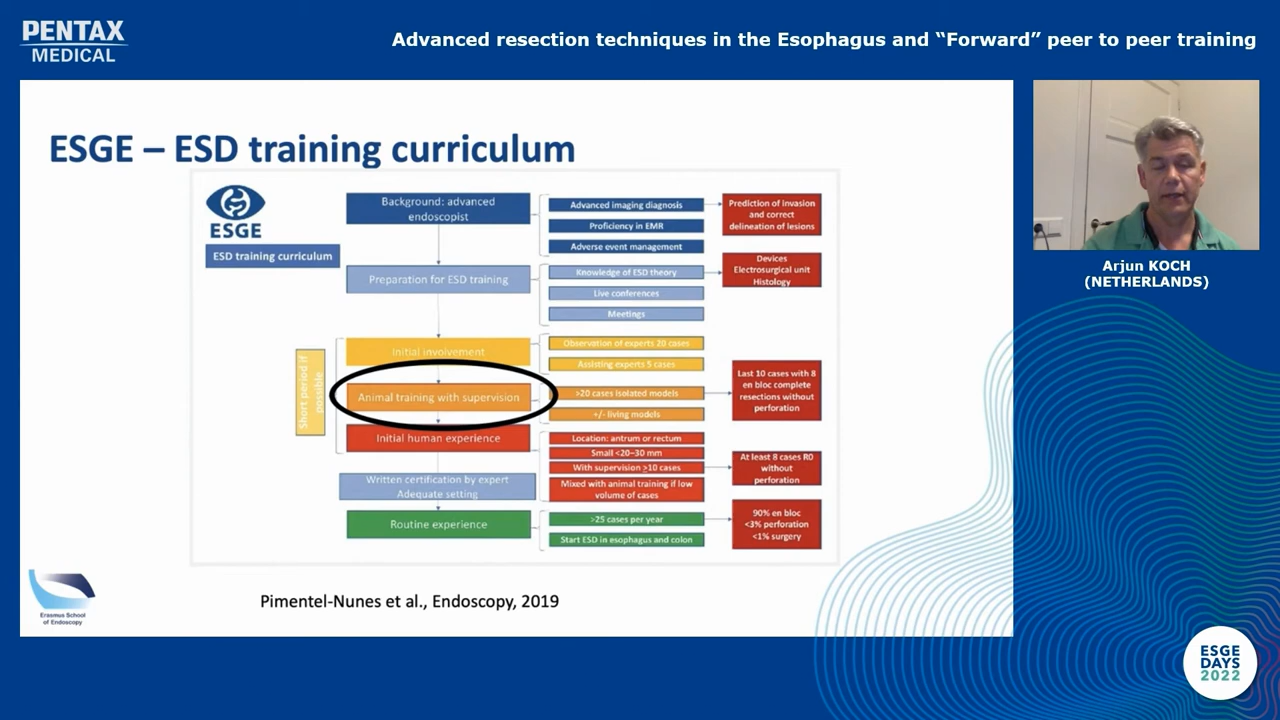 PENTAX
MEDICAL
Advanced resection techniques in the Esophagus and “Forward” peer to peer training
ESGE – ESD training curriculum
ESGE
ESD training curriculum
Background: advanced
endoscopist
Advanced imaging diagnosis
Proficiency in EMR
Adverse event management
Prediction of invasion
and correct
delineation of lesions
Preparation for ESD training
Knowledge of ESD theory
Live conferences
Meetings
Devices
Electrosurgical unit
Histology
Short period if
possible
Initial involvement
Observation of experts 20 cases
Assisting experts 5 cases
Animal training with supervision
>20 cases isolated models
+/- living models
Last 10 cases with 8
en bloc complete
resections without
perforation
Initial human experience
Location: antrum or rectum
Small <20–30 mm
With supervision ≥10 cases
Mixed with animal training if low
volume of cases
At least 8 cases R0
without
perforation
Written certification by expert
Adequate setting
Routine experience
>25 cases per year
Start ESD in esophagus and colon
90% en bloc
<3% perforation
<1% surgery
Erasmus School
of Endoscopy
Pimentel-Nunes et al., Endoscopy, 2019
Arjun KOCH
(NETHERLANDS)
ESGE
DAYS
2022